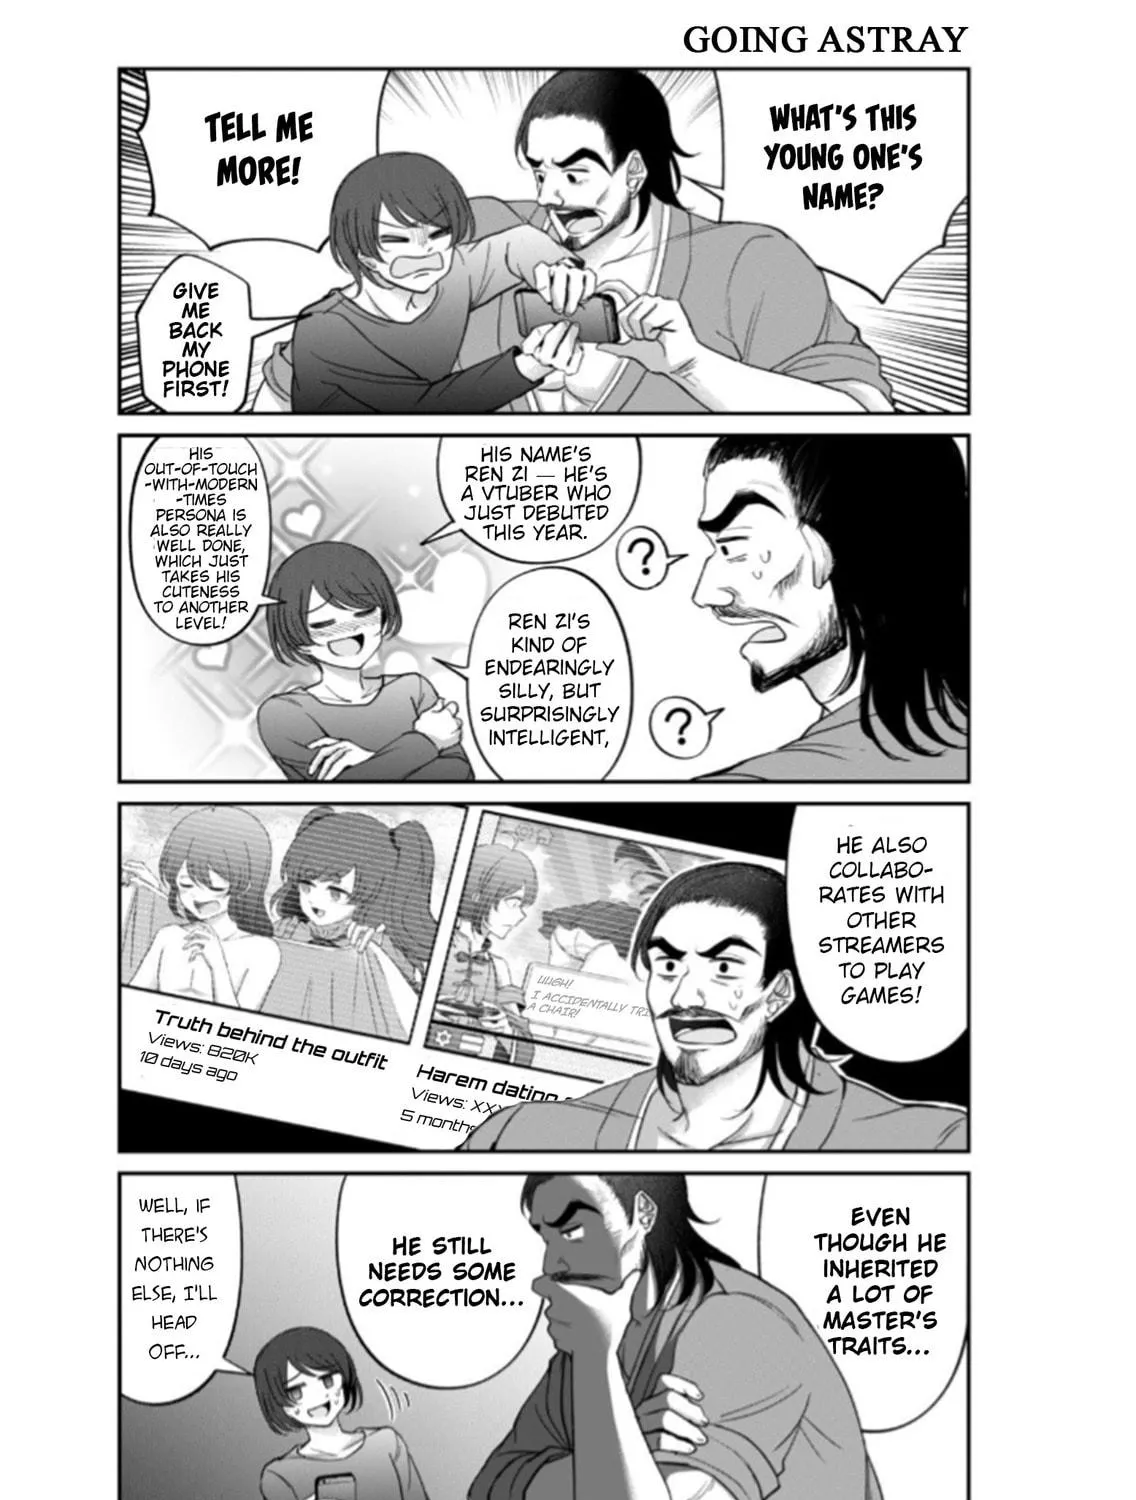 GOING ASTRAY
WHAT'S THIS
YOUNG ONE'S
NAME?
TELL ME
MORE!
GIVE
ME
BACK
MY
PHONE
FIRST!
HIS NAME'S
REN ZI — HE'S
A VTUBER WHO
JUST DEBUTED
THIS YEAR.
?
?
REN ZI'S
KIND OF
ENDEARINGLY
SILLY, BUT
SURPRISINGLY
INTELLIGENT,
HIS
OUT-OF-TOUCH
-WITH-MODERN
-TIMES
PERSONA IS
ALSO REALLY
WELL DONE,
WHICH JUST
TAKES HIS
CUTENESS
TO ANOTHER
LEVEL!
HE ALSO
COLLABO-
RATES WITH
OTHER
STREAMERS
TO PLAY
GAMES!
UUGH!
I ACCIDENTALLY TRI
A CHAIR!
Truth behind the outfit
Views: 820K
10 days ago
Harem dating
Views: XX
5 months
EVEN
THOUGH HE
INHERITED
A LOT OF
MASTER'S
TRAITS...
HE STILL
NEEDS SOME
CORRECTION...
WELL, IF
THERE'S
NOTHING
ELSE, I'LL
HEAD
OFF...